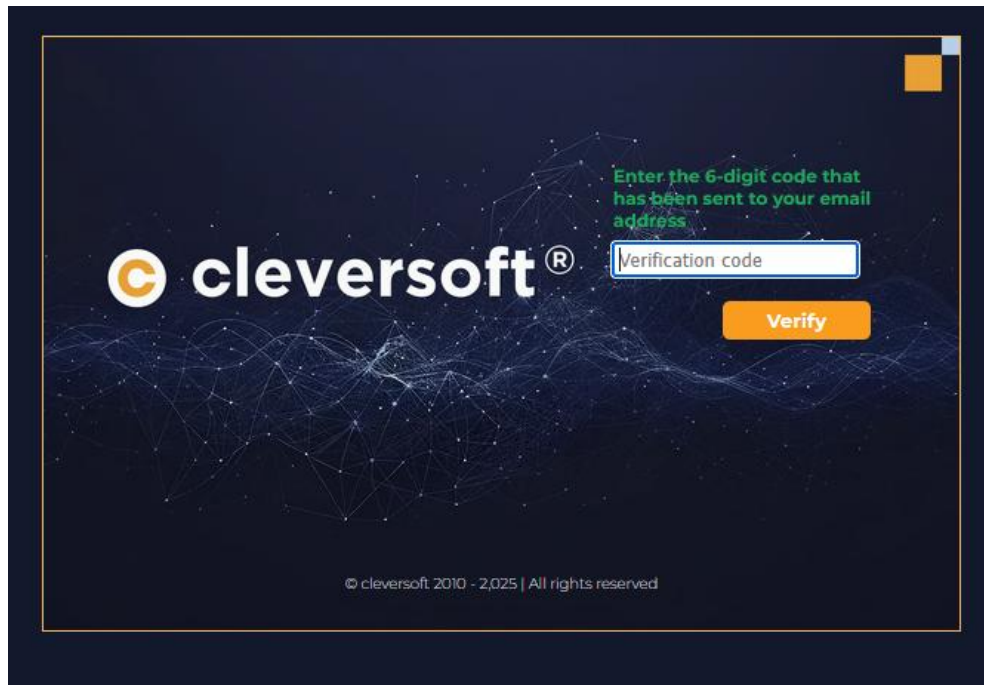 Enter the 6-digit code that
has been sent to your email
address
cleversoft®
Verification code
Verify
© cleversoft 2010 - 2,025 | All rights reserved